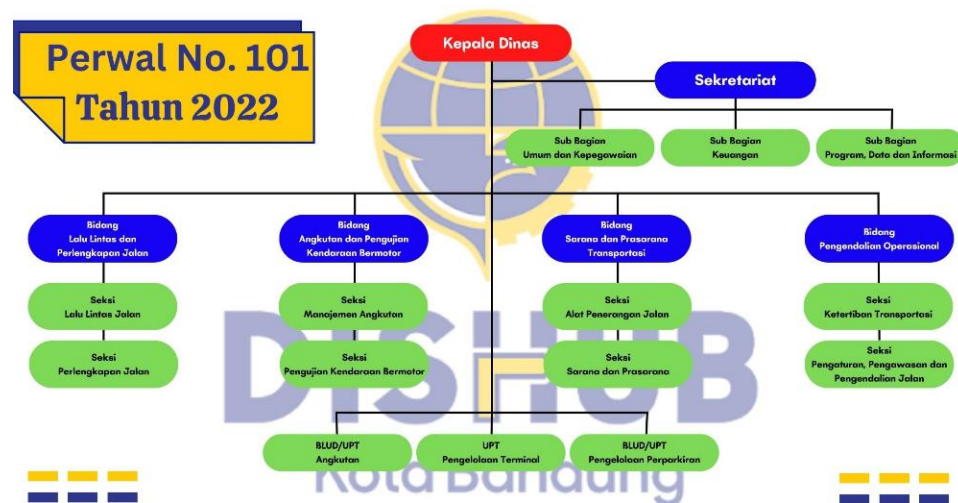 Perwal No. 101
Tahun 2022
Kepala Dinas
Sekretariat
Sub Bagian
Umum dan Kepegawaian
Sub Bagian
Keuangan
Sub Bagian
Program, Data dan Informasi
Bidang
Lalu Lintas dan
Perlengkapan Jalan
Bidang
Angkutan dan Pengujian
Kendaraan Bermotor
Bidang
Sarana dan Prasarana
Transportasi
Bidang
Pengendalian Operasional
Seksi
Lalu Lintas Jalan
Seksi
Manajemen Angkutan
Seksi
Alat Penerangan Jalan
Seksi
Ketertiban Transportasi
Seksi
Perlengkapan Jalan
Seksi
Pengujian Kendaraan Bermotor
Seksi
Sarana dan Prasarana
Seksi
Pengaturan, Pengawasan dan
Pengendalian Jalan
DISHUB
BLUD/UPT
Angkutan
UPT
Pengelolaan Terminal
BLUD/UPT
Pengelolaan Perparkiran
Kota Bandung